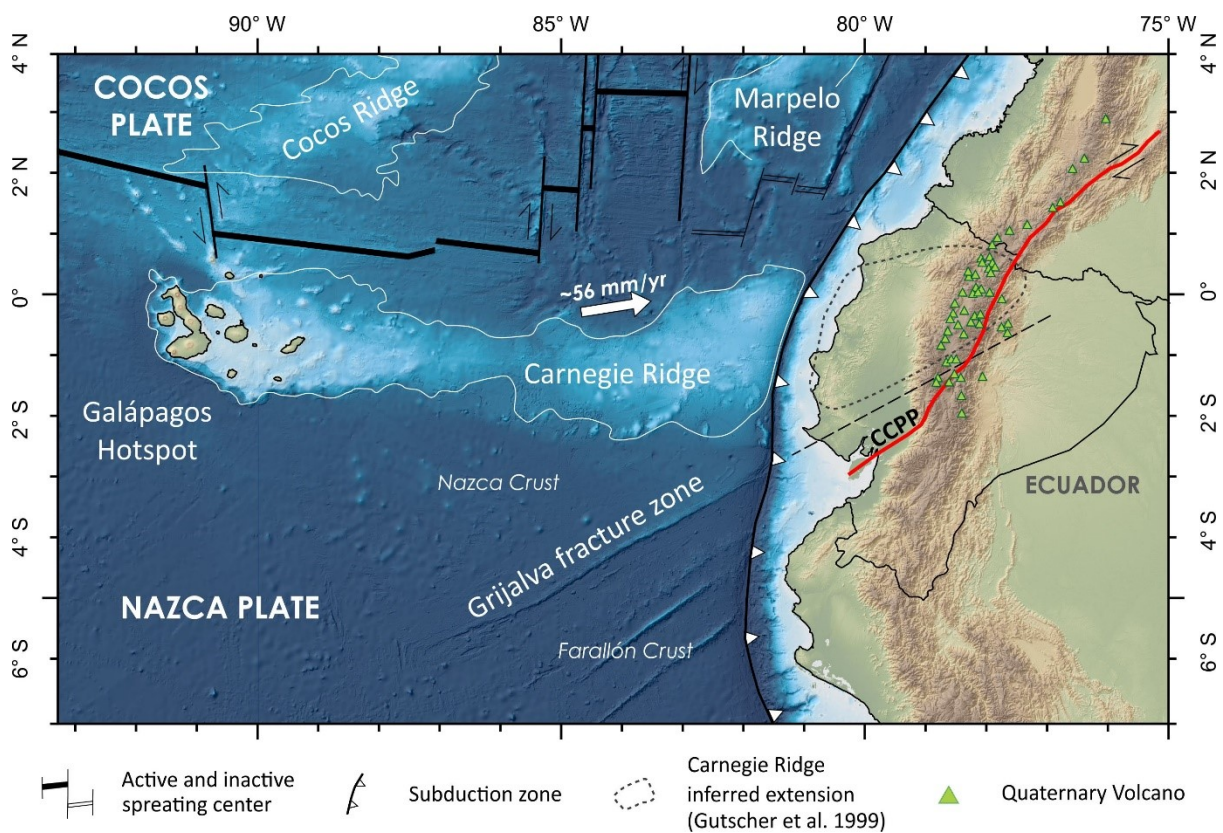 90° W
85° W
80° W
75° W
4° N
4° N
COCOS
PLATE
Cocos Ridge
Marpelo
Ridge
2° N
2° N
~56 mm/yr
0°
0°
Carnegie Ridge
Galápagos
Hotspot
2° S
2° S
CCPP
Nazca Crust
ECUADOR
Grijalva fracture zone
4° S
4° S
NAZCA PLATE
Farallón Crust
6° S
6° S
Active and inactive
spreating center
Subduction zone
Carnegie Ridge
inferred extension
(Gutscher et al. 1999)
Quaternary Volcano